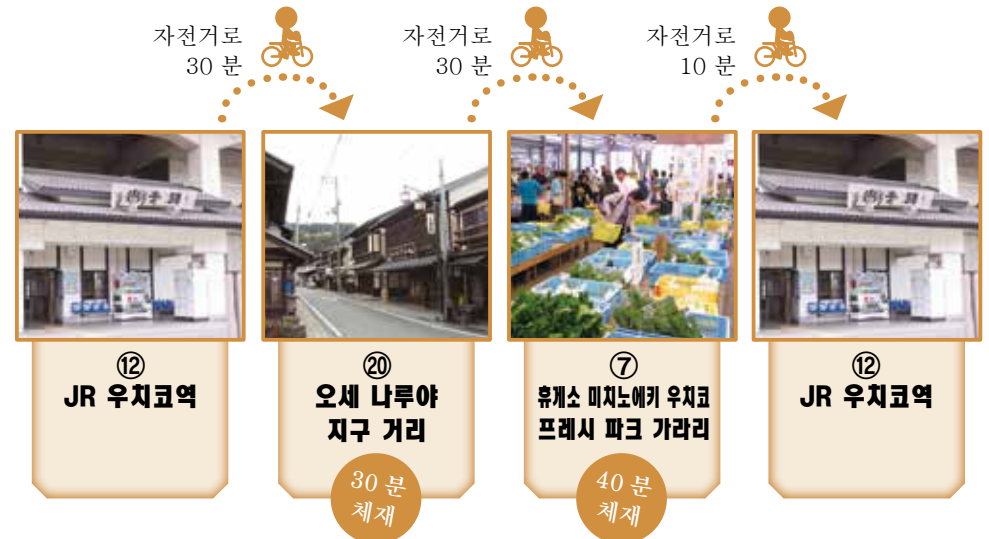 자전거로
30 분
자전거로
30 분
자전거로
10 분
⑫
JR 우치코역
⑳
오세 나루야
지구 거리
30 분
체재
⑦
휴게소 미치노에키 우치코
프레시 파크 가라리
40 분
체재
⑫
JR 우치코역